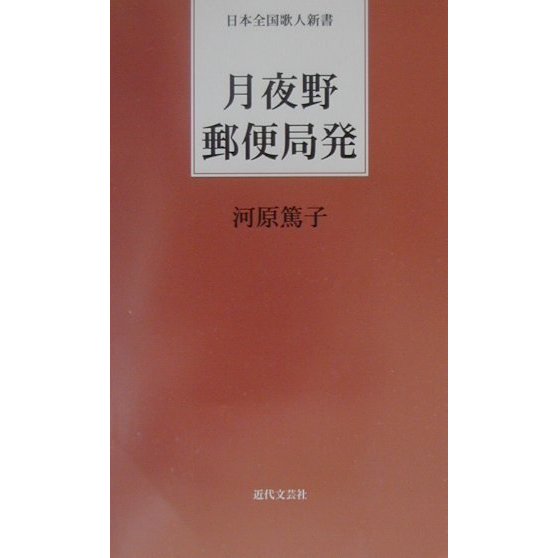 日本全国歌人新書
月夜野
郵便局発
河原篤子
近代文芸社